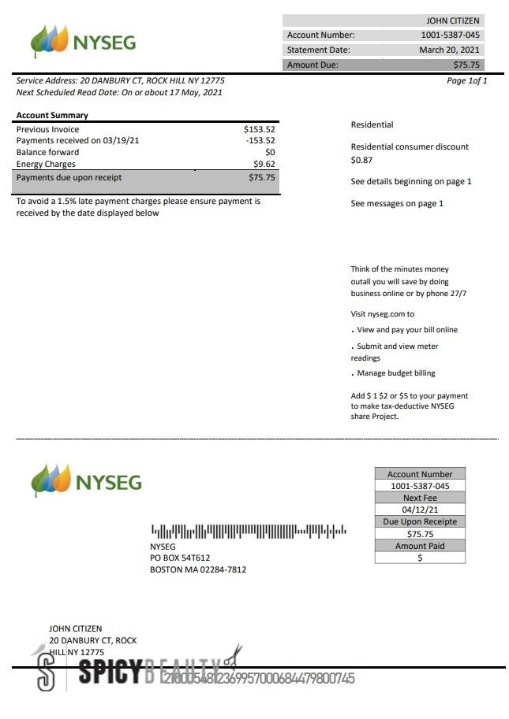 JOHN CITIZEN
NYSEG
Account Number: 1001-5387-045
Statement Date: March 20, 2021
Amount Due: $75.75
Service Address: 20 DANBURY CT, ROCK HILL NY 12775
Page 1of 1
Next Scheduled Read Date: On or about 17 May, 2021
Account Summary
Previous Invoice $153.52
Payments received on 03/19/21 -153.52
Balance forward $0
Energy Charges $9.62
Payments due upon receipt $75.75
To avoid a 1.5% late payment charges please ensure payment is
received by the date displayed below
Residential
Residential consumer discount
$0.87
See details beginning on page 1
See messages on page 1
Think of the minutes money
outall you will save by doing
business online or by phone 27/7
Visit nyseg.com to
. View and pay your bill online
. Submit and view meter
readings
. Manage budget billing
Add $ 1 $2 or $5 to your payment
to make tax-deductive NYSEG
share Project.
NYSEG
Account Number
1001-5387-045
Next Fee
04/12/21
Due Upon Receipte
$75.75
Amount Paid
$
NYSEG
PO BOX 54T612
BOSTON MA 02284-7812
JOHN CITIZEN
20 DANBURY CT, ROCK
HILL NY 12775
SPICYBEAUTY